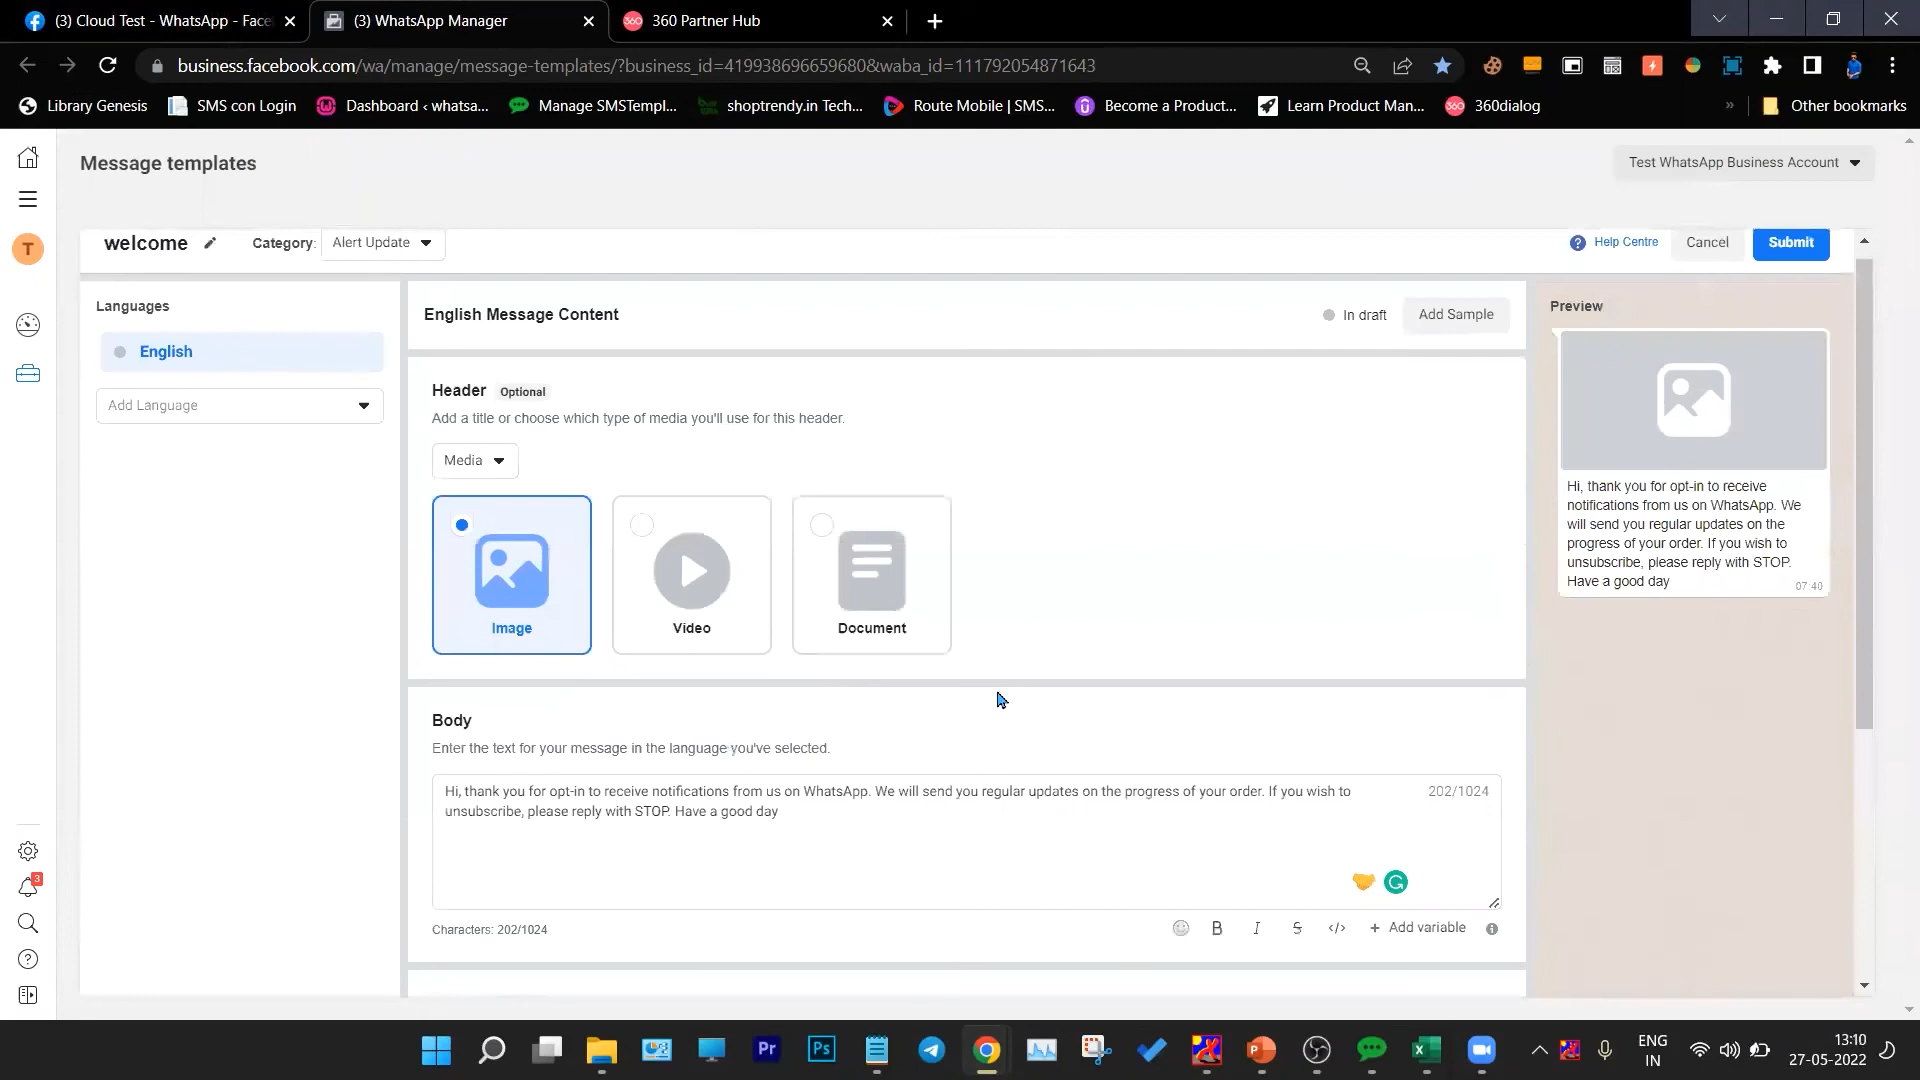 (3) Cloud Test - WhatsApp - Face
(3) WhatsApp Manager
360 Partner Hub
business.facebook.com/wa/manage/message-templates/?business_id=419938696659680&waba_id=111792054871643
Library Genesis
SMS con Login
Dashboard ‹ whatsa...
Manage SMSTempl...
shoptrendy.in Tech...
Route Mobile | SMS...
Become a Product...
Learn Product Man...
360dialog
»
Other bookmarks
Message templates
Test WhatsApp Business Account
T
welcome
Category:
Alert Update
Help Centre
Cancel
Submit
Languages
English
Add Language
English Message Content
In draft
Add Sample
Header
Optional
Add a title or choose which type of media you'll use for this header.
Media
Image
Video
Document
Body
Enter the text for your message in the language you've selected.
Hi, thank you for opt-in to receive notifications from us on WhatsApp. We will send you regular updates on the progress of your order. If you wish to
unsubscribe, please reply with STOP. Have a good day
202/1024
Characters: 202/1024
B
I
S
</>
+ Add variable
Preview
Hi, thank you for opt-in to receive
notifications from us on WhatsApp. We
will send you regular updates on the
progress of your order. If you wish to
unsubscribe, please reply with STOP.
Have a good day
07:40
3
Pr
Ps
ENG
IN
13:10
27-05-2022